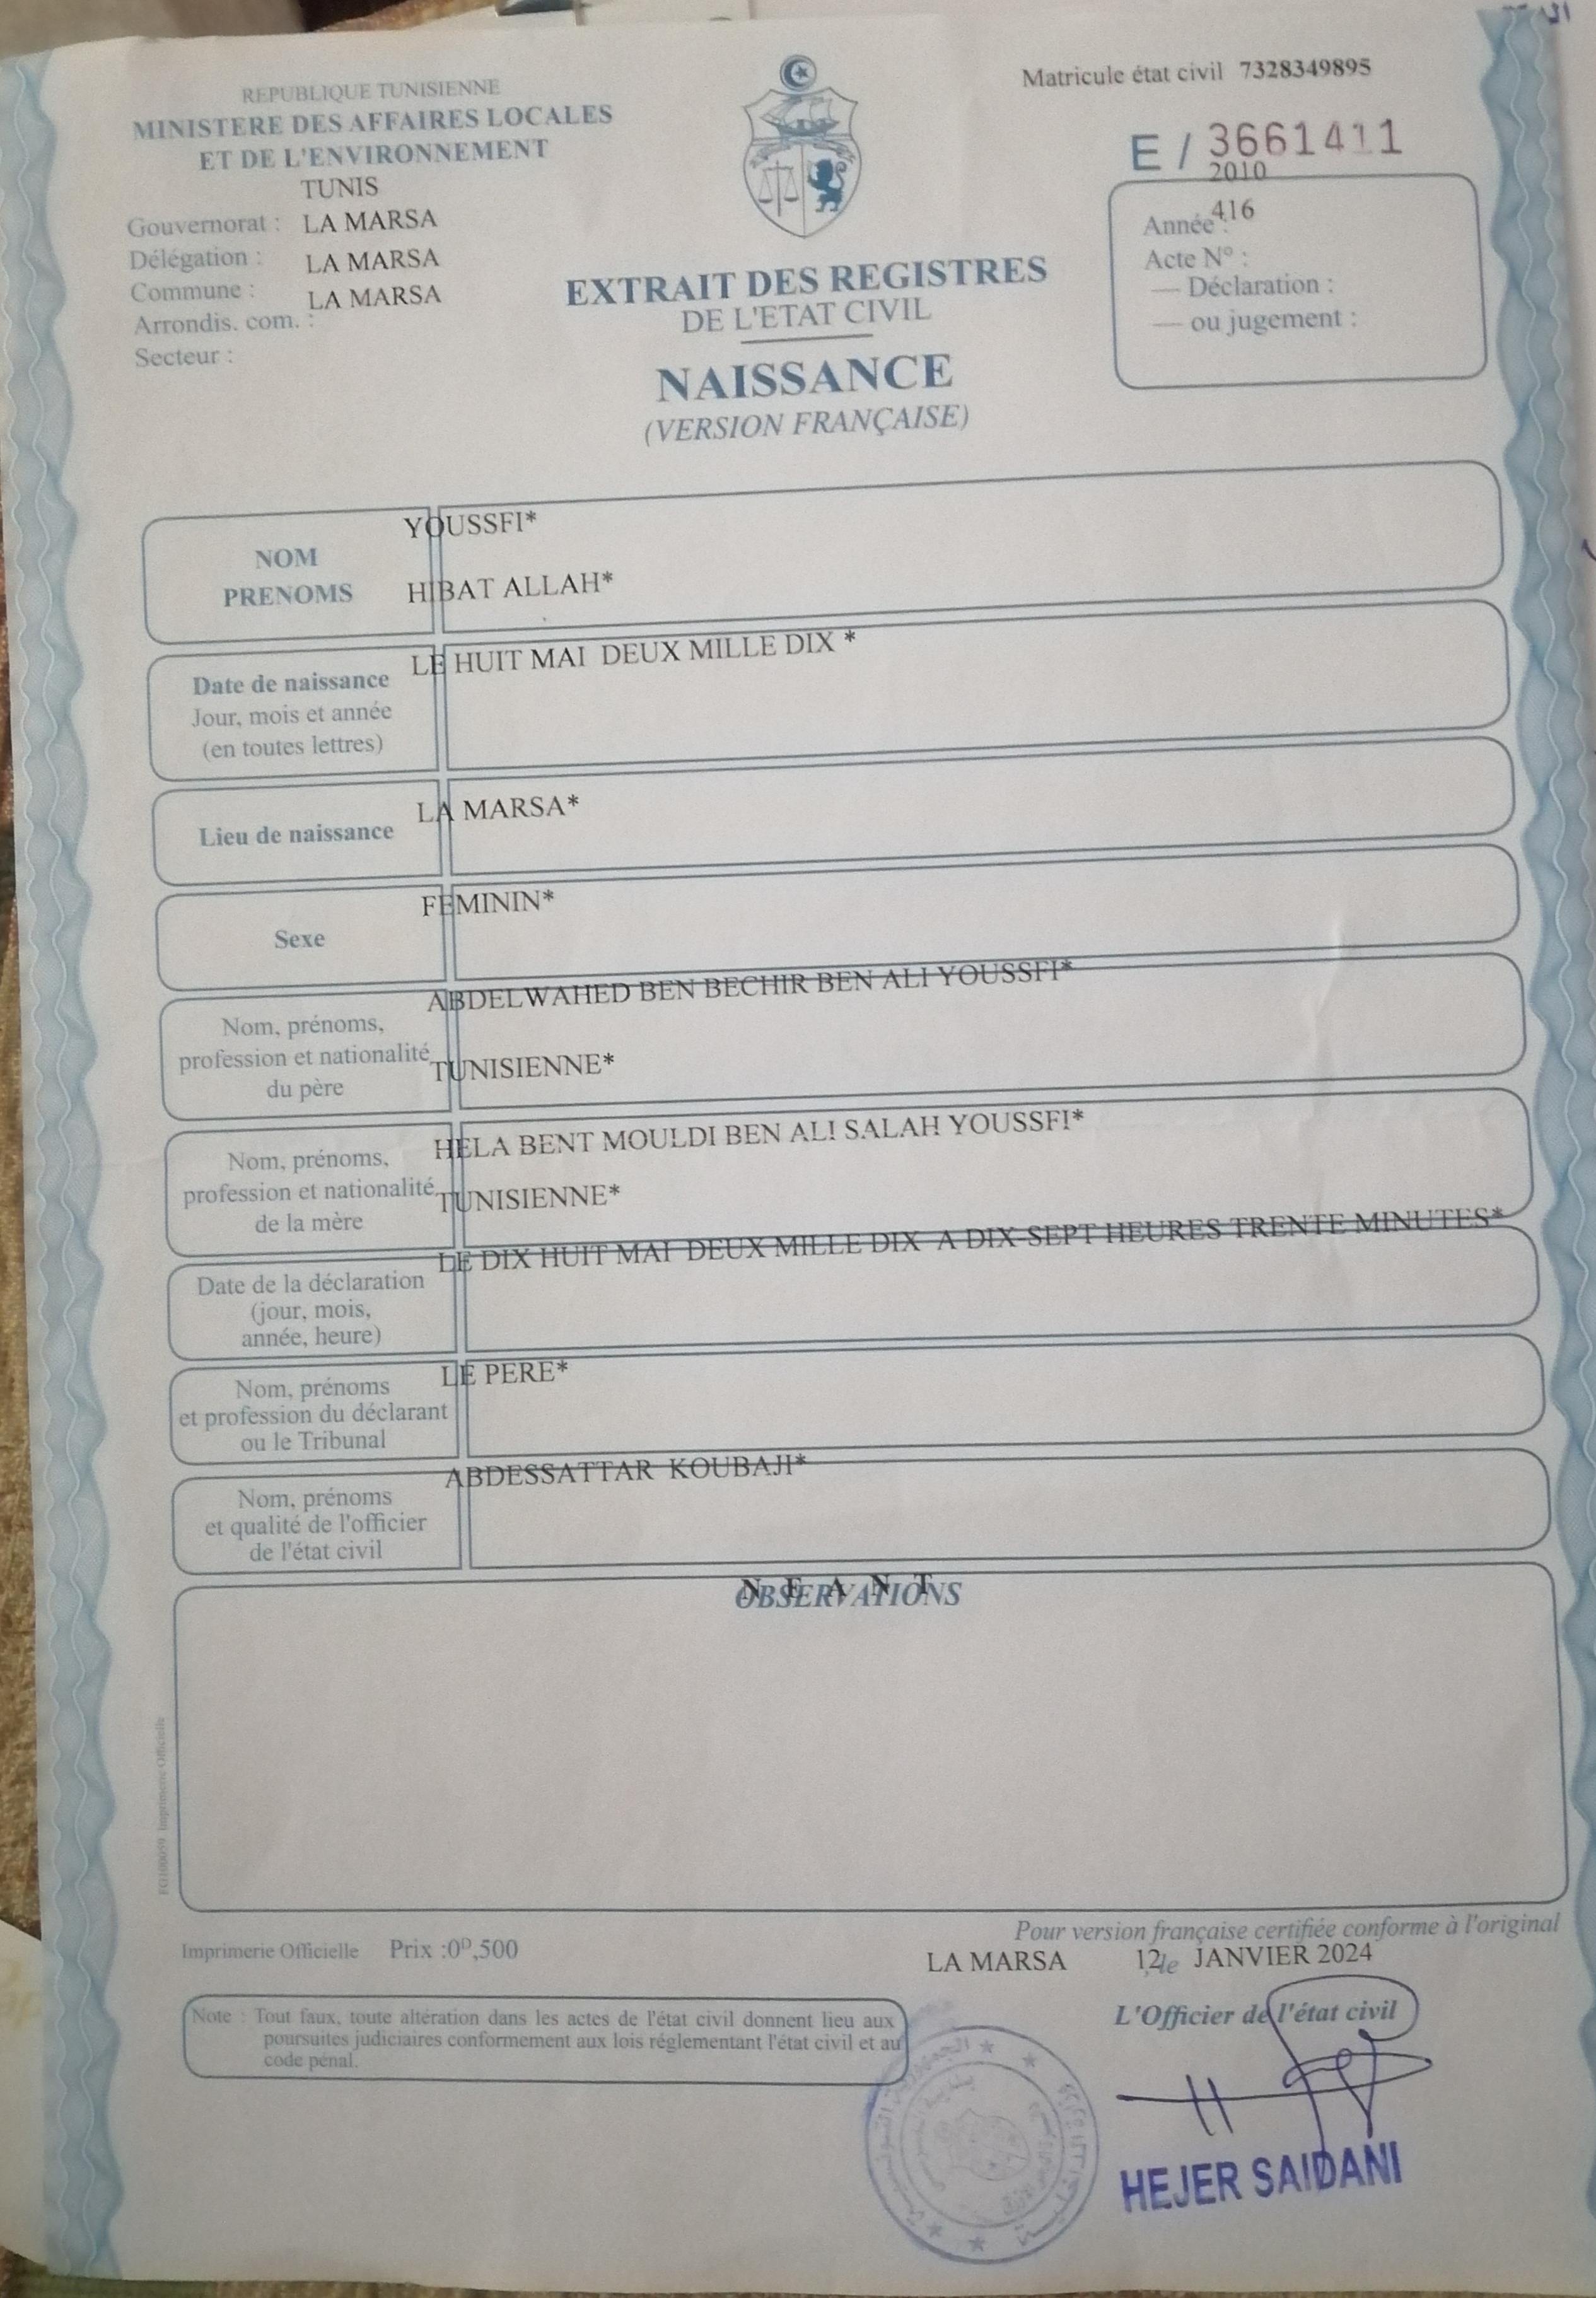 REPUBLIQUE TUNISIENNE
MINISTERE DES AFFAIRES LOCALES
ET DE L'ENVIRONNEMENT
TUNIS
Gouvernorat : LA MARSA
Délégation : LA MARSA
Commune : LA MARSA
Arrondis. com. :
Secteur :
EXTRAIT DES REGISTRES
DE L'ETAT CIVIL
NAISSANCE
(VERSION FRANÇAISE)
Matricule état civil 7328349895
E / 3661411
2010
Année : 416
Acte N° :
— Déclaration :
— ou jugement :
NOM
PRENOMS
YOUSSFI*
HIBAT ALLAH*
Date de naissance
Jour, mois et année
(en toutes lettres)
LE HUIT MAI DEUX MILLE DIX *
Lieu de naissance
LA MARSA*
Sexe
FEMININ*
Nom, prénoms,
profession et nationalité
du père
ABDELWAHED BEN BECHIR BEN ALI YOUSSFI*
TUNISIENNE*
Nom, prénoms,
profession et nationalité
de la mère
HELA BENT MOULDI BEN ALI SALAH YOUSSFI*
TUNISIENNE*
Date de la déclaration
(jour, mois,
année, heure)
LE DIX HUIT MAI DEUX MILLE DIX A DIX-SEPT HEURES TRENTE MINUTES*
Nom, prénoms
et profession du déclarant
ou le Tribunal
LE PERE*
Nom, prénoms
et qualité de l'officier
de l'état civil
ABDESSATTAR KOUBAJI*
OBSERVATIONS
N E A N T
Imprimerie Officielle Prix :0ᴰ,500
Pour version française certifiée conforme à l'original
LA MARSA 12 le JANVIER 2024
L'Officier de l'état civil
Note : Tout faux, toute altération dans les actes de l'état civil donnent lieu aux
poursuites judiciaires conformement aux lois réglementant l'état civil et au
code pénal.
HEJER SAIDANI